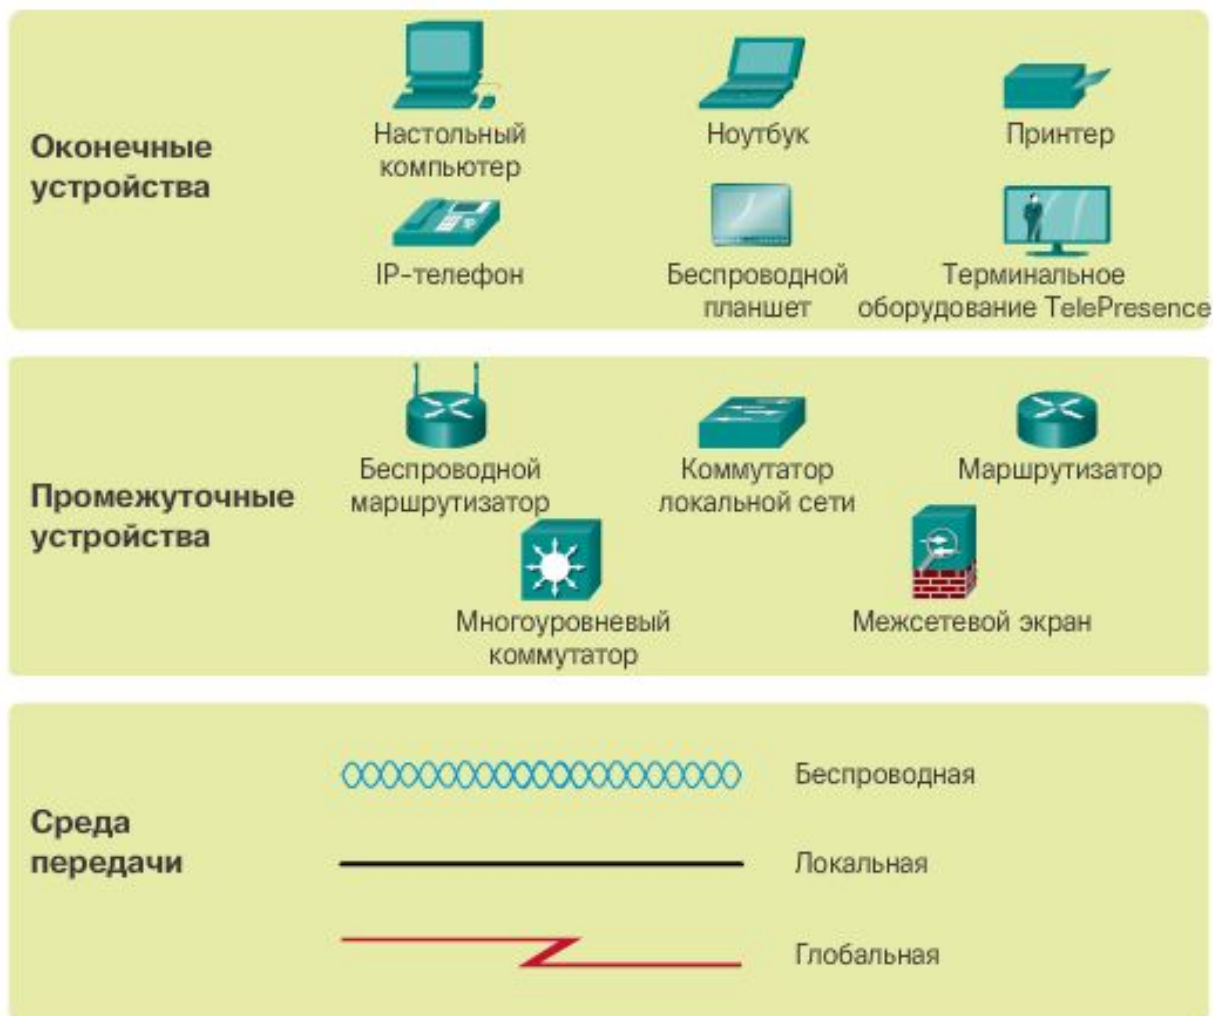 Оконечные
устройства
Настольный
компьютер
Ноутбук
Принтер
IP-телефон
Беспроводной
планшет
Терминальное
оборудование TelePresence
Промежуточные
устройства
Беспроводной
маршрутизатор
Коммутатор
локальной сети
Маршрутизатор
Многоуровневый
коммутатор
Межсетевой экран
Среда
передачи
Беспроводная
Локальная
Глобальная